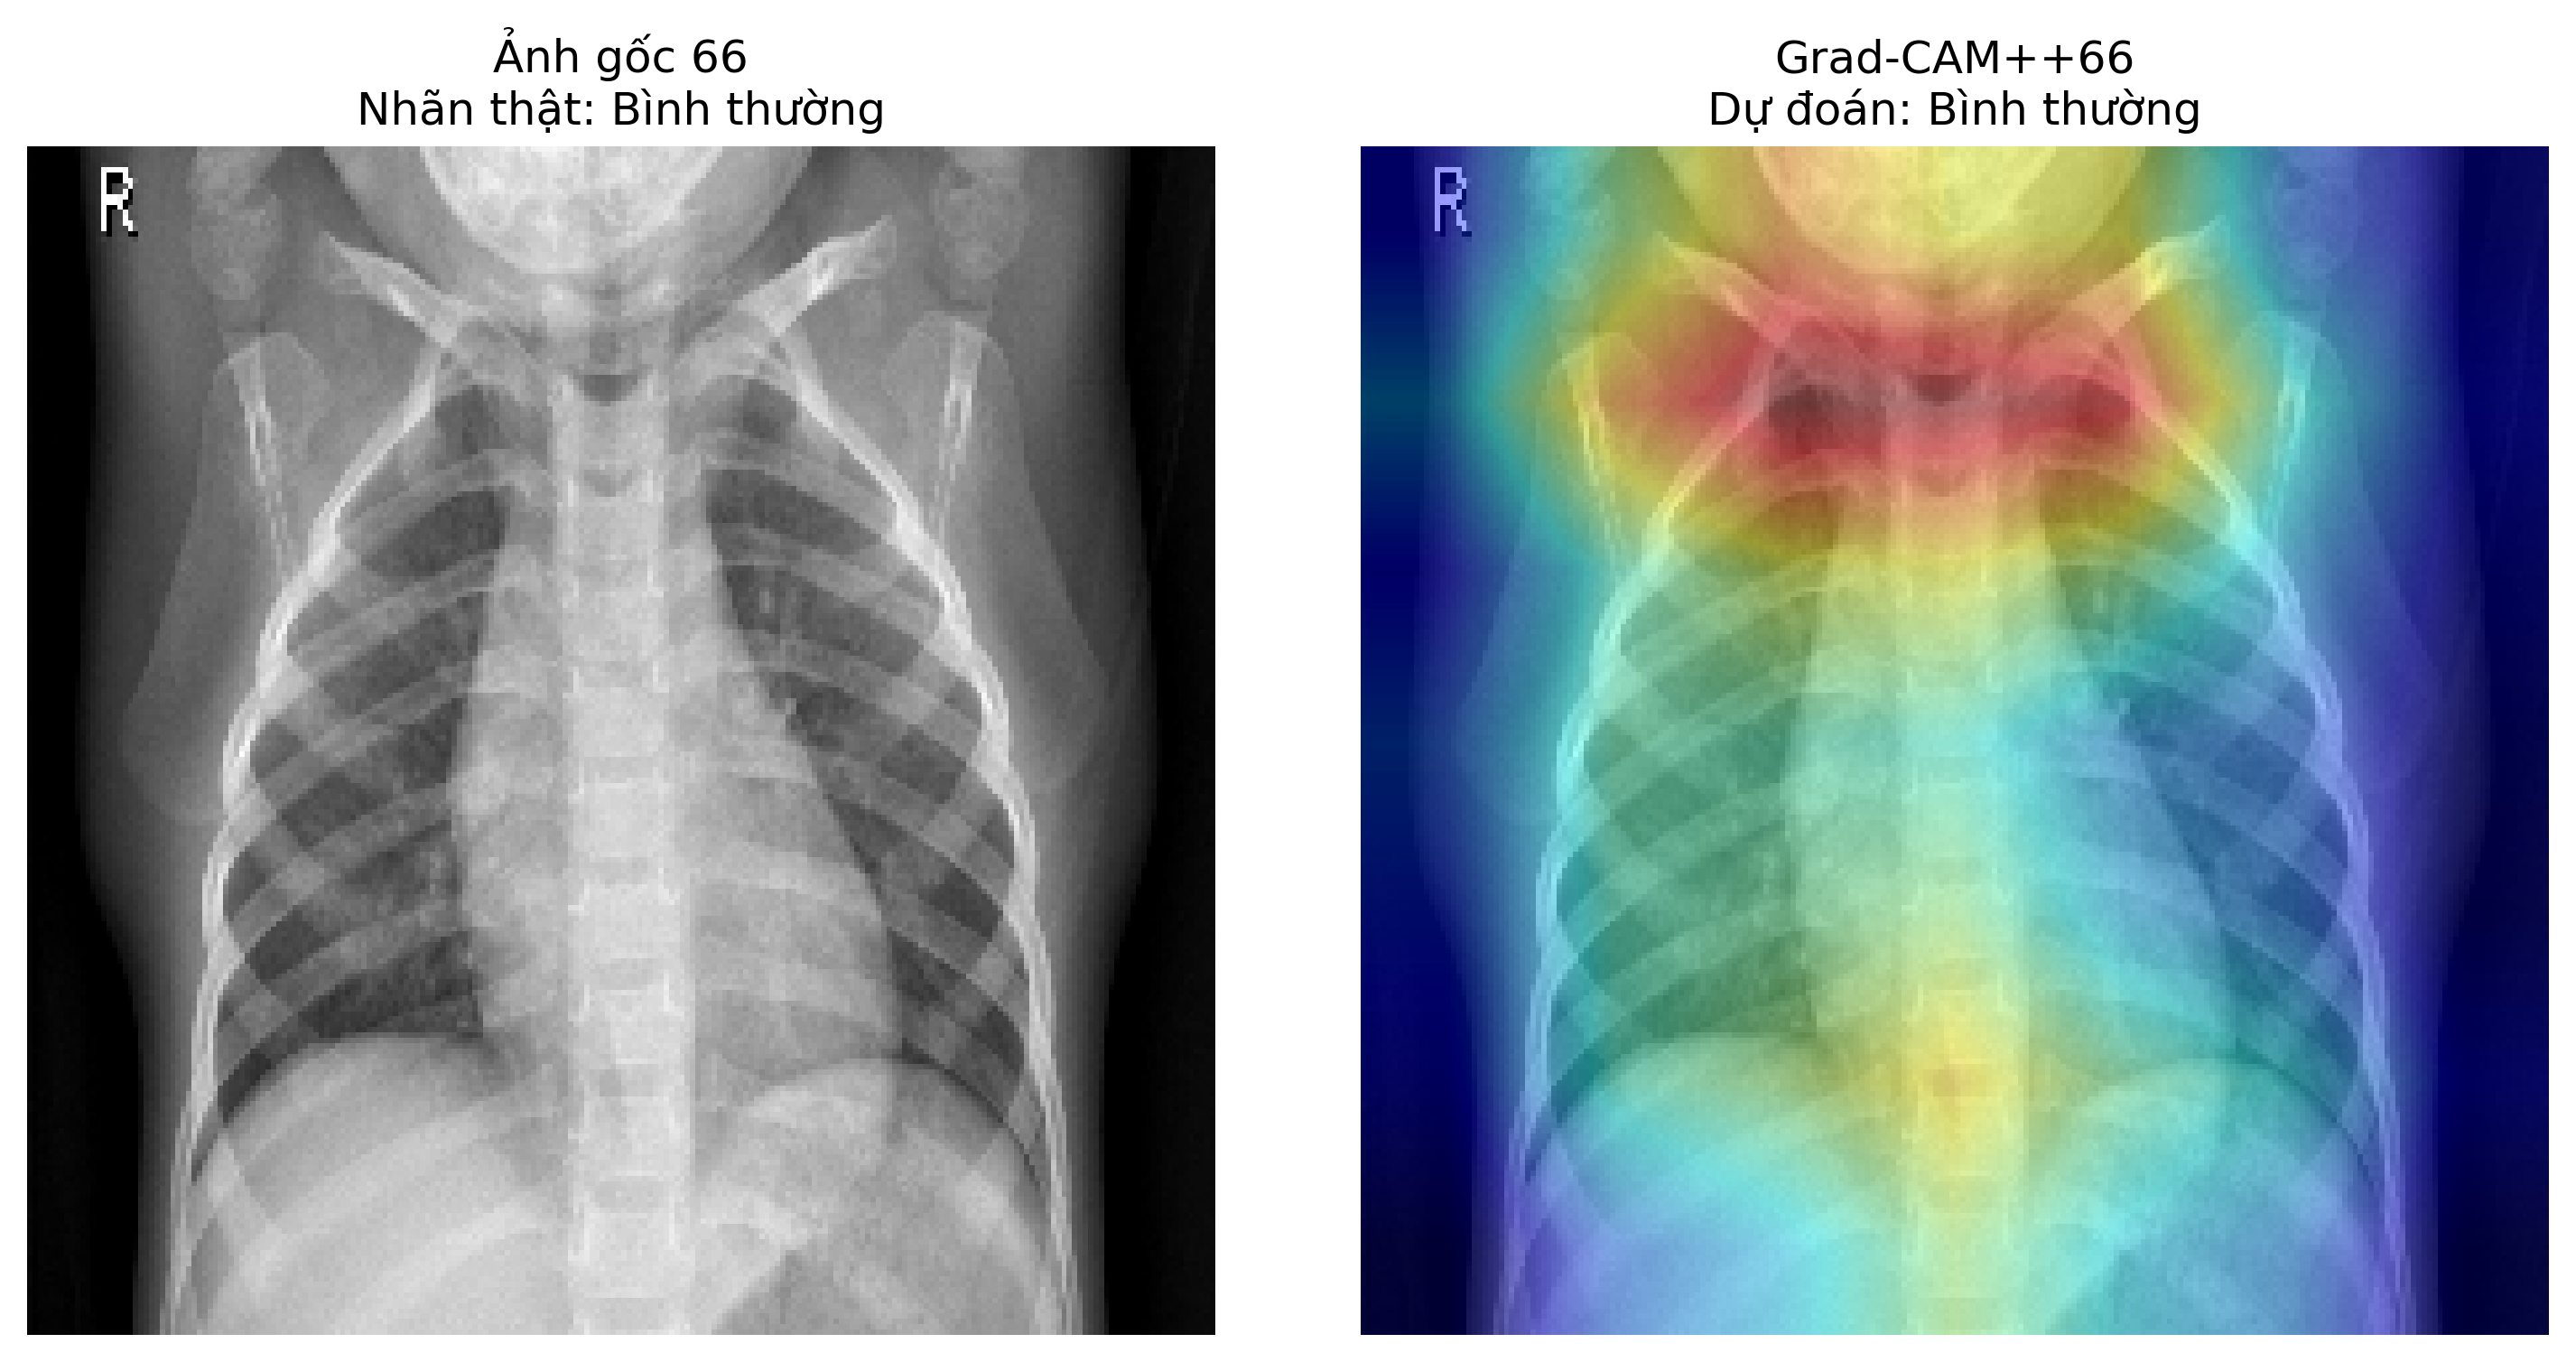 Ảnh gốc 66
Nhãn thật: Bình thường
R
Grad-CAM++66
Dự đoán: Bình thường
R